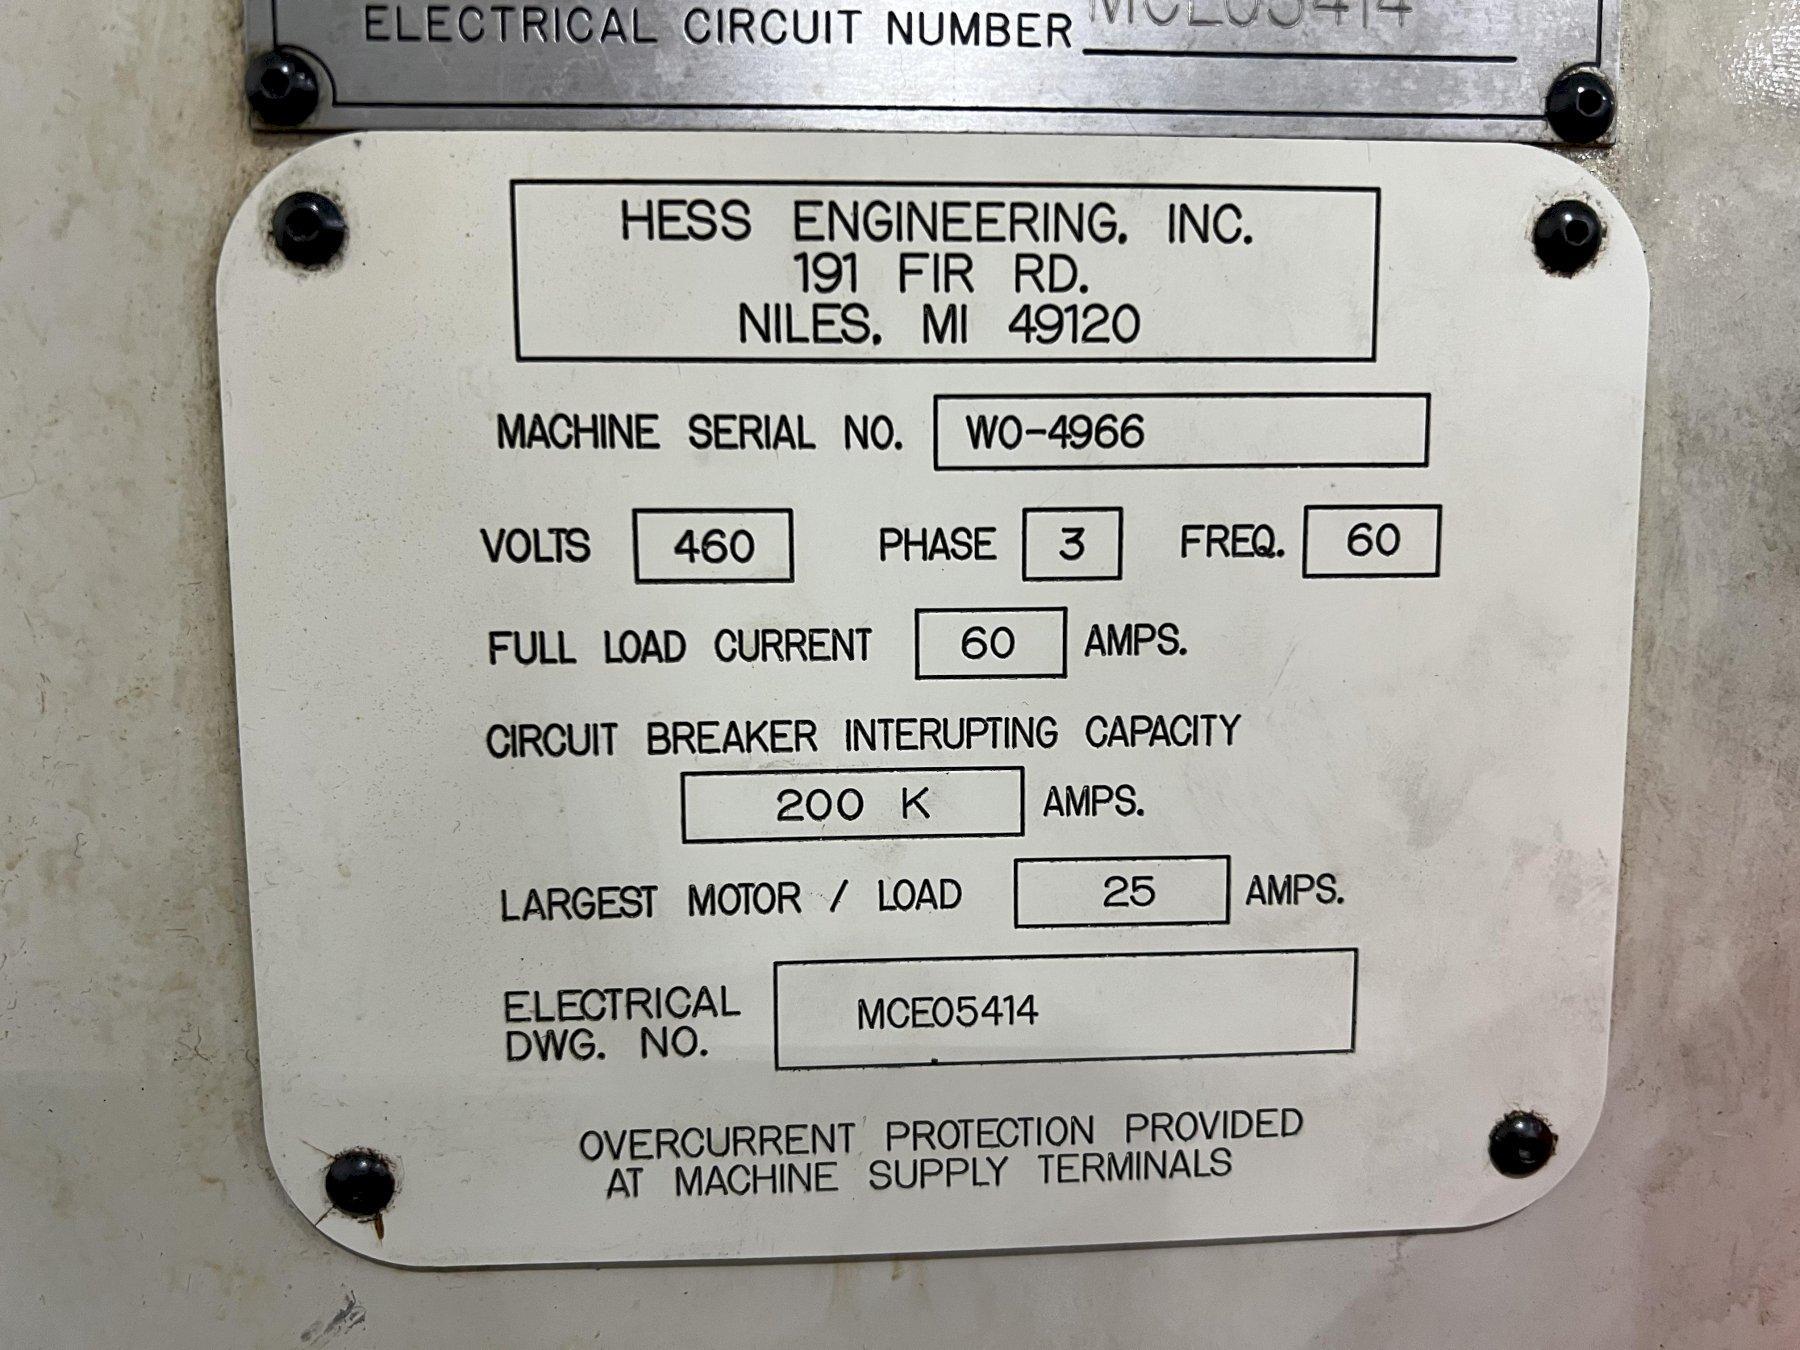 ELECTRICAL CIRCUIT NUMBER MCE05414
HESS ENGINEERING, INC.
191 FIR RD.
NILES, MI 49120
MACHINE SERIAL NO. WO-4966
VOLTS 460 PHASE 3 FREQ. 60
FULL LOAD CURRENT 60 AMPS.
CIRCUIT BREAKER INTERUPTING CAPACITY
200 K AMPS.
LARGEST MOTOR / LOAD 25 AMPS.
ELECTRICAL
DWG. NO. MCE05414
OVERCURRENT PROTECTION PROVIDED
AT MACHINE SUPPLY TERMINALS